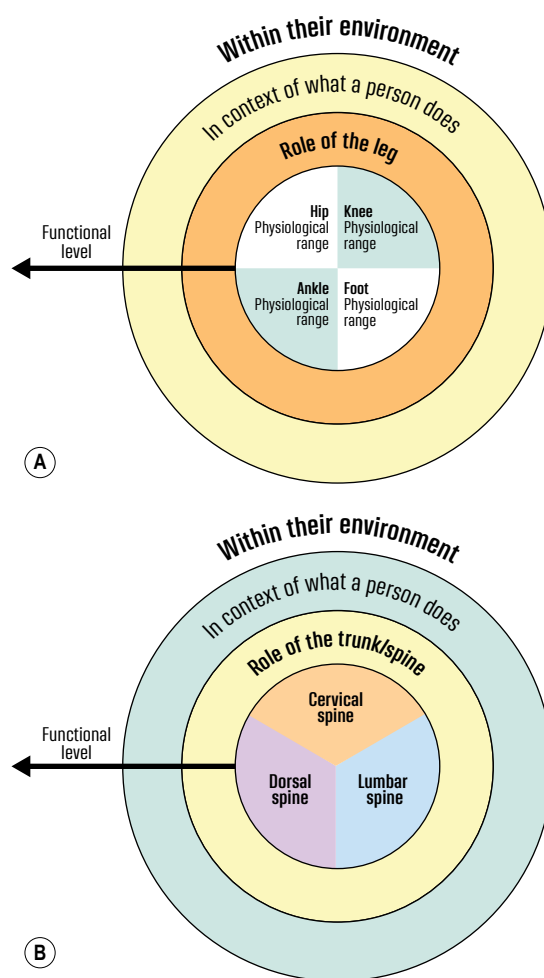 Within their environment
In context of what a person does
Role of the leg
Hip
Physiological
range
Knee
Physiological
range
Functional
level
Ankle
Physiological
range
Foot
Physiological
range
A
Within their environment
In context of what a person does
Role of the trunk/spine
Cervical
spine
Functional
level
Dorsal
spine
Lumbar
spine
B